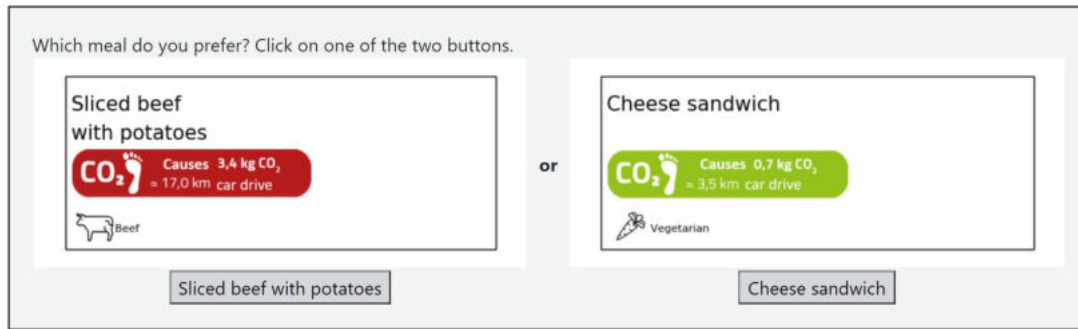 Which meal do you prefer? Click on one of the two buttons.
Sliced beef
with potatoes
CO₂
Causes 3,4 kg CO₂
= 17,0 km car drive
Beef
or
Cheese sandwich
CO₂
Causes 0,7 kg CO₂
= 3,5 km car drive
Vegetarian
Sliced beef with potatoes
Cheese sandwich